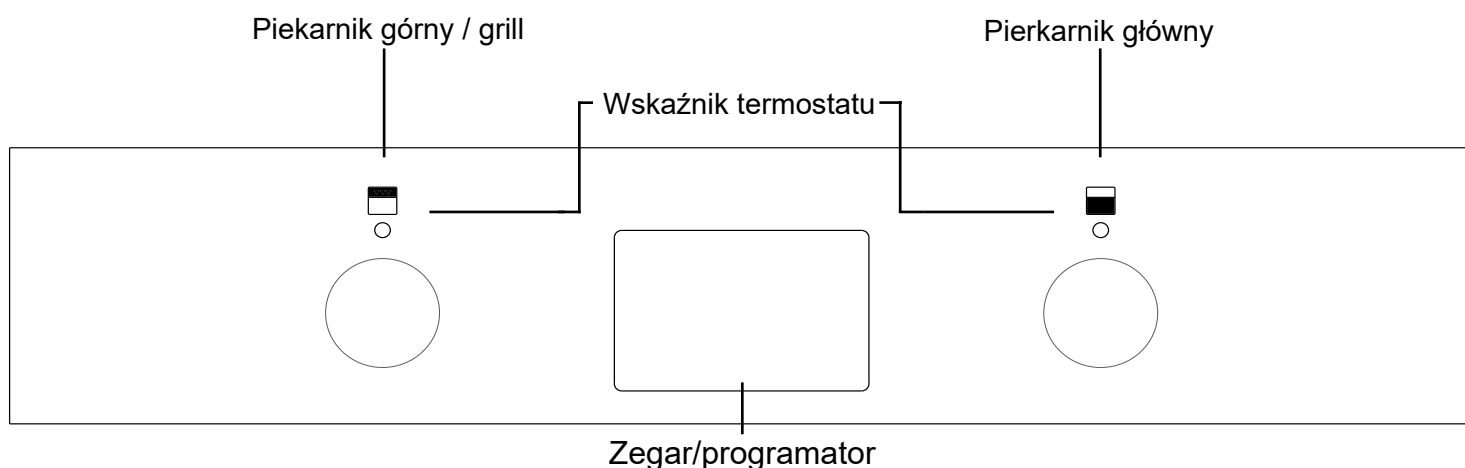 Piekarnik górny / grill
Pierkarnik główny
Wskaźnik termostatu
Zegar/programator